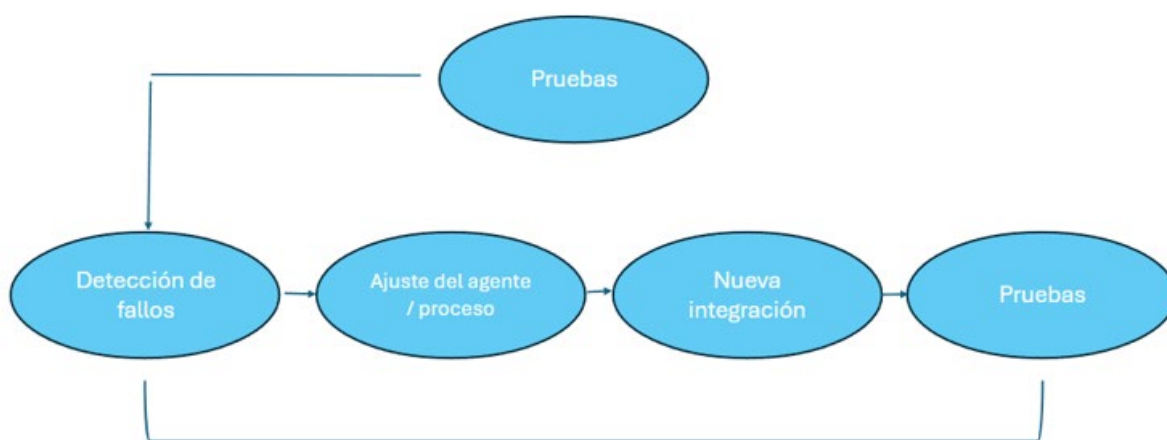 Pruebas
Detección de
fallos
Ajuste del agente
/ proceso
Nueva
integración
Pruebas